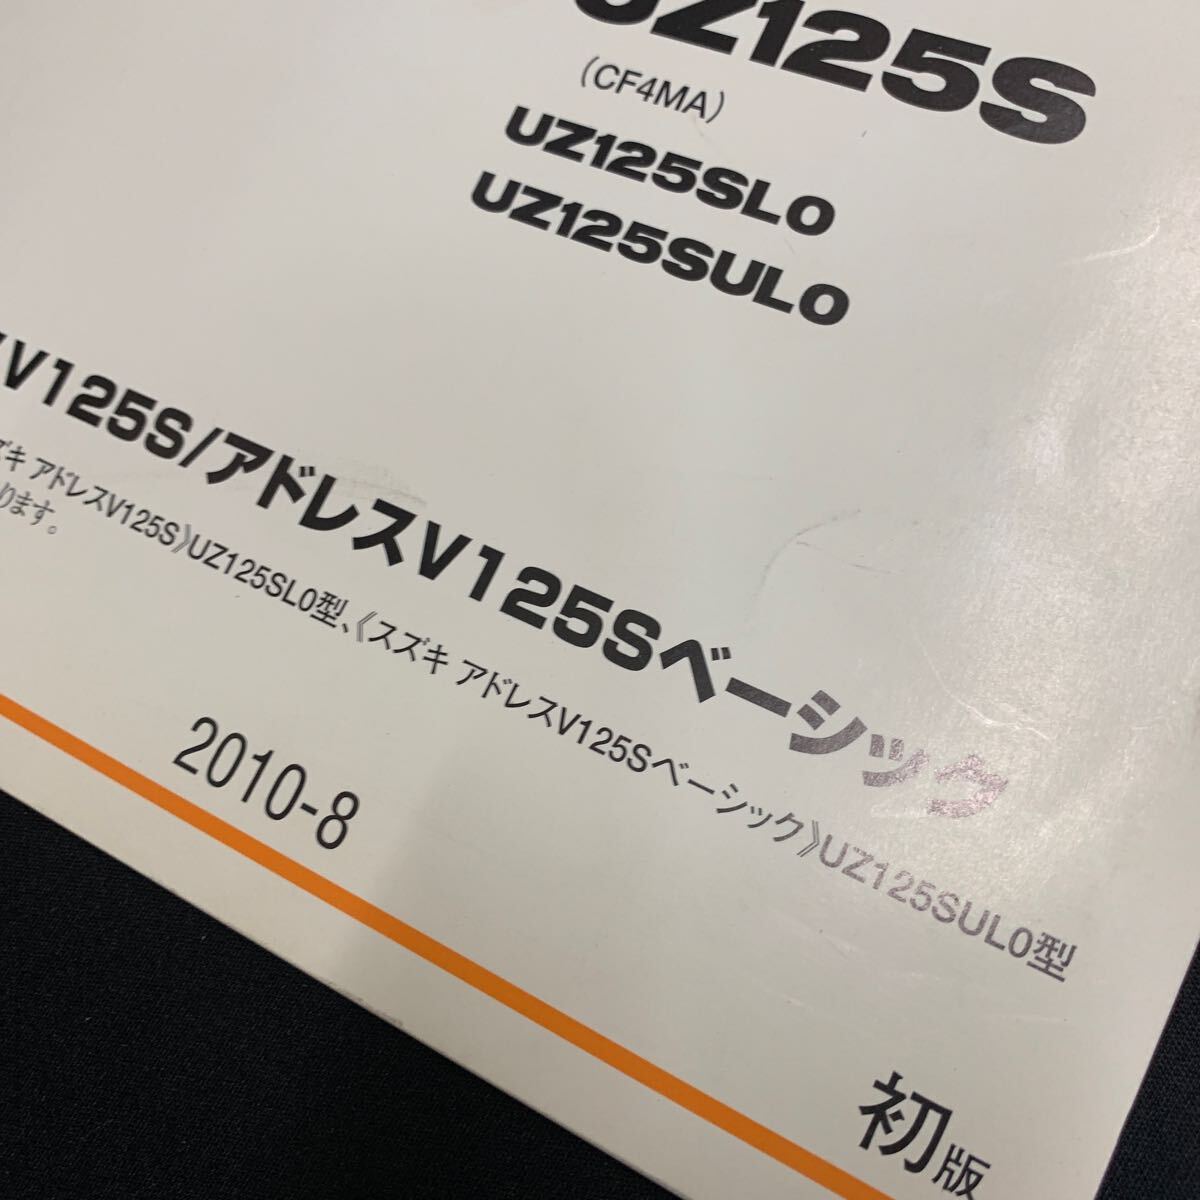 UZ125S
(CF4MA)
UZ125SL0
UZ125SUL0
V125S/アドレスV125Sベーシック
ズキ アドレスV125S》UZ125SL0型、《スズキ アドレスV125Sベーシック》UZ125SUL0型
ります。
2010-8
初版